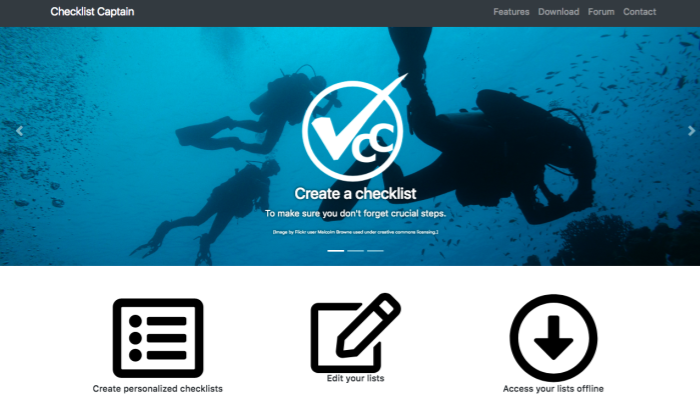 Checklist Captain
Features Download Forum Contact
CC
Create a checklist
To make sure you don't forget crucial steps.
[Image by Flickr user Malcolm Browne used under creative commons licensing.]
Create personalized checklists
Edit your lists
Access your lists offline